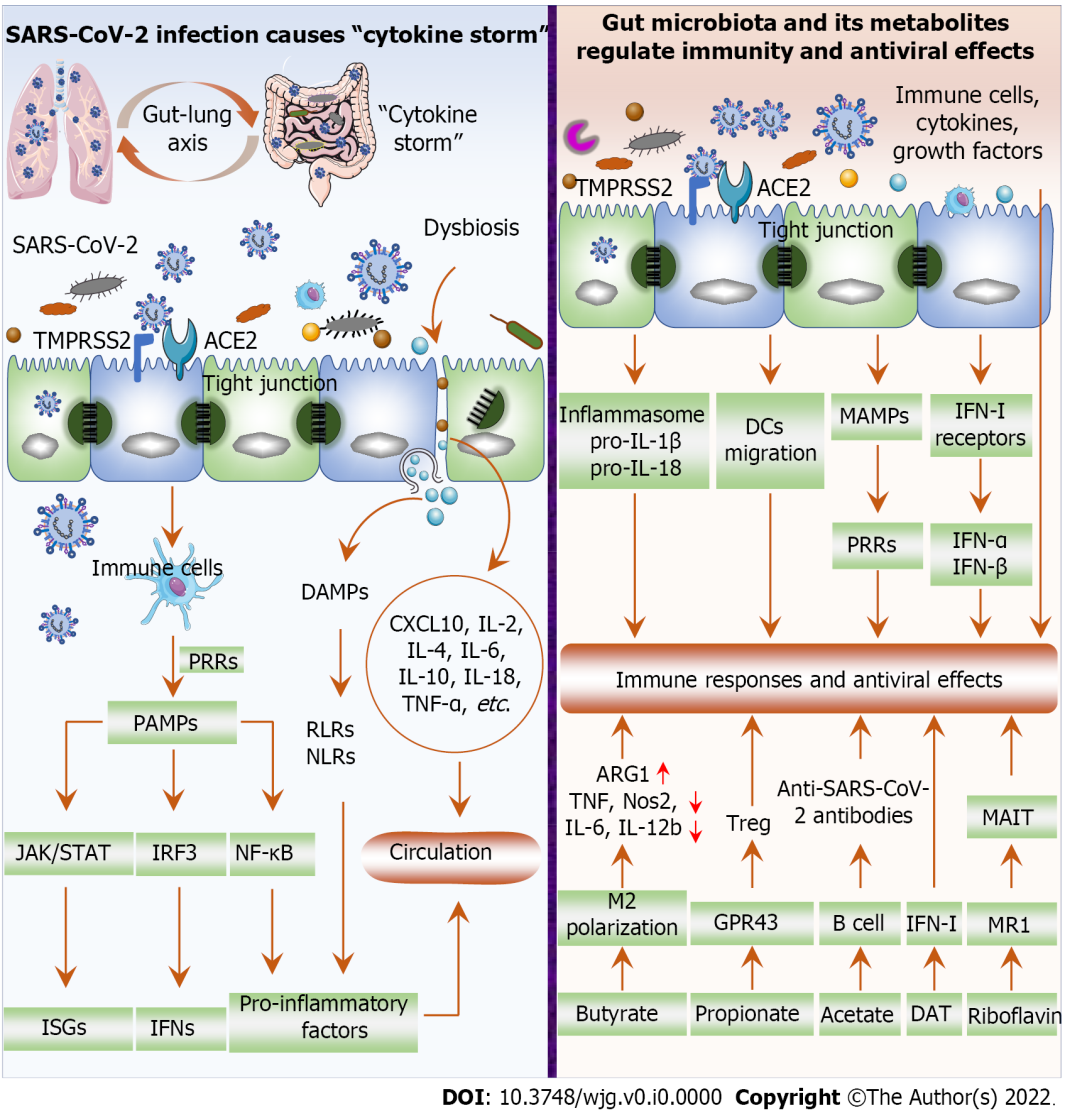 SARS-CoV-2 infection causes “cytokine storm”
Gut-lung
axis
“Cytokine
storm”
Dysbiosis
SARS-CoV-2
TMPRSS2
ACE2
Tight junction
Immune cells
PRRs
PAMPs
DAMPs
RLRs
NLRs
CXCL10, IL-2,
IL-4, IL-6,
IL-10, IL-18,
TNF-α, etc.
JAK/STAT
IRF3
NF-κB
Circulation
ISGs
IFNs
Pro-inflammatory
factors
Gut microbiota and its metabolites
regulate immunity and antiviral effects
Immune cells,
cytokines,
growth factors
TMPRSS2
ACE2
Tight junction
Inflammasome
pro-IL-1β
pro-IL-18
DCs
migration
MAMPs
IFN-I
receptors
PRRs
IFN-α
IFN-β
Immune responses and antiviral effects
ARG1
TNF, Nos2,
IL-6, IL-12b
Treg
Anti-SARS-CoV-
2 antibodies
MAIT
M2
polarization
GPR43
B cell
IFN-I
MR1
Butyrate
Propionate
Acetate
DAT
Riboflavin
DOI: 10.3748/wjg.v0.i0.0000 Copyright ©The Author(s) 2022.